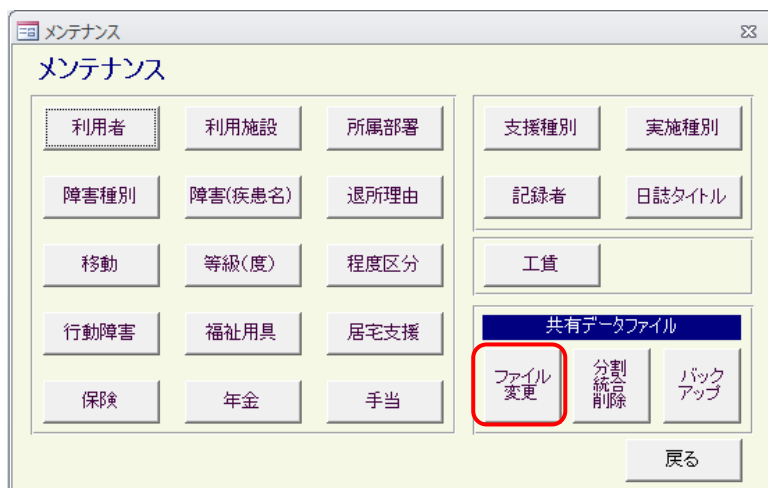 メンテナンス
メンテナンス
利用者
利用施設
所属部署
障害種別
障害(疾患名)
退所理由
移動
等級(度)
程度区分
行動障害
福祉用具
居宅支援
保険
年金
手当
支援種別
実施種別
記録者
日誌タイトル
工賃
共有データファイル
ファイル
変更
分割
統合
削除
バック
アップ
戻る